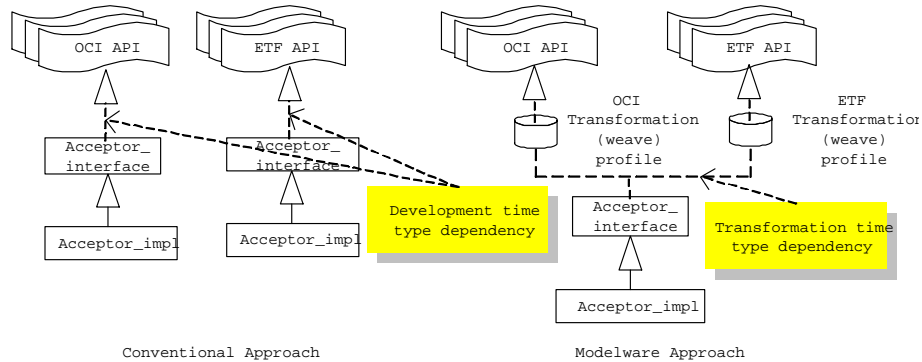 OCI API
ETF API
OCI API
ETF API
OCI
Transformation
(weave)
profile
ETF
Transformation
(weave)
profile
Acceptor_
interface
Acceptor_
interface
Acceptor_impl
Acceptor_impl
Development time
type dependency
Acceptor_
interface
Transformation time
type dependency
Acceptor_impl
Conventional Approach
Modelware Approach